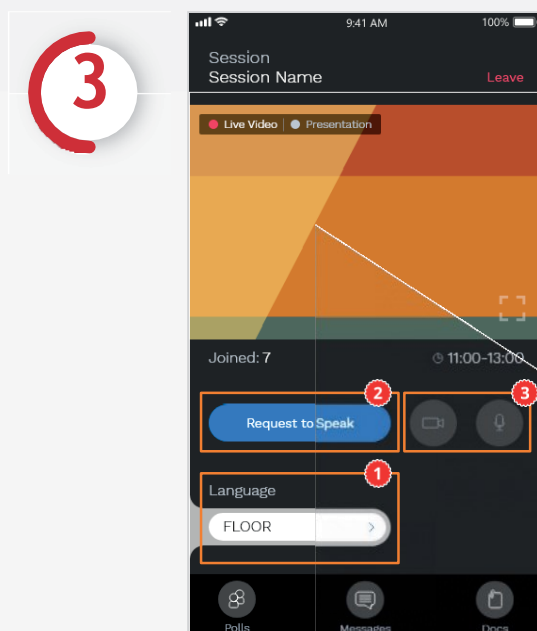 3
9:41 AM 100%
Session
Session Name Leave
Live Video Presentation
Joined: 7 11:00-13:00
2 3
Request to Speak
1
Language
FLOOR
Polls Messages Docs